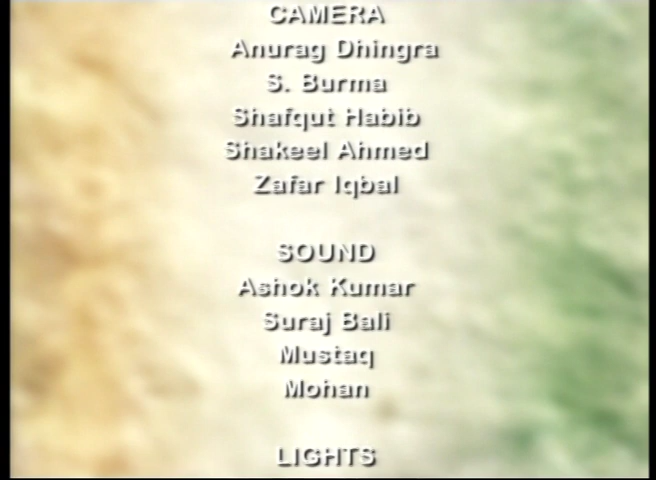 CAMERA
Anurag Dhingra
S. Burma
Shafqut Habib
Shakeel Ahmed
Zafar Iqbal
SOUND
Ashok Kumar
Suraj Bali
Mustaq
Mohan
LIGHTS